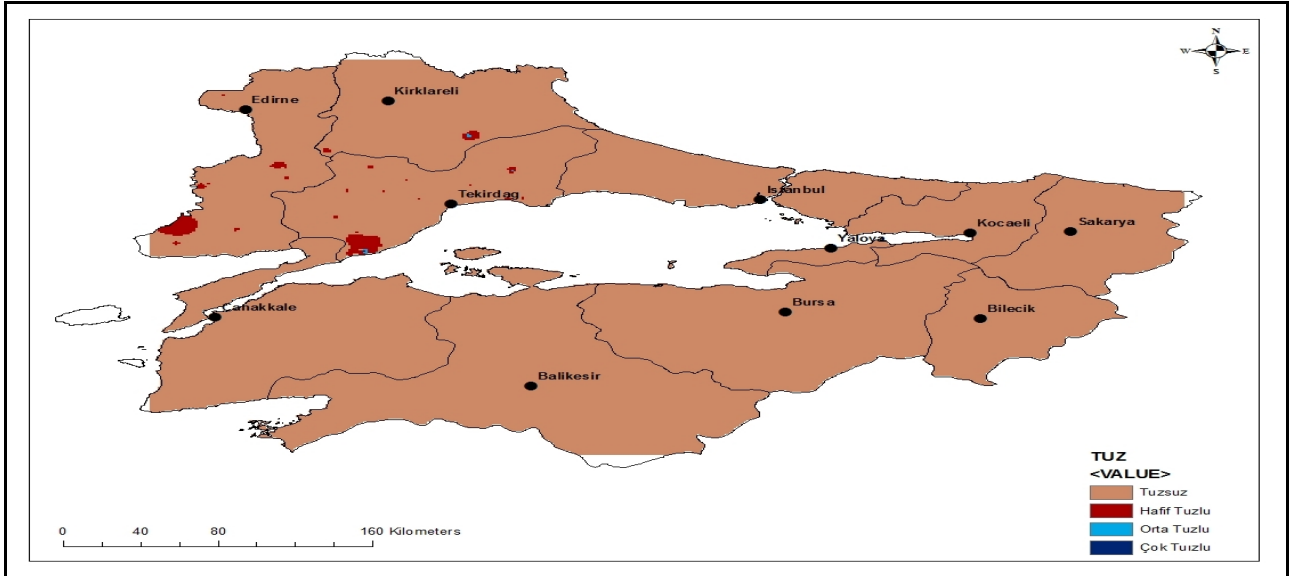 N
W E
S
Edirne
Kirklareli
Tekirdag
Istanbul
Kocaeli
Sakarya
Yalova
Canakkale
Bursa
Bilecik
Balikesir
TUZ
<VALUE>
Tuzsuz
Hafif Tuzlu
Orta Tuzlu
Çok Tuızlu
0 40 80 160 Kilometers